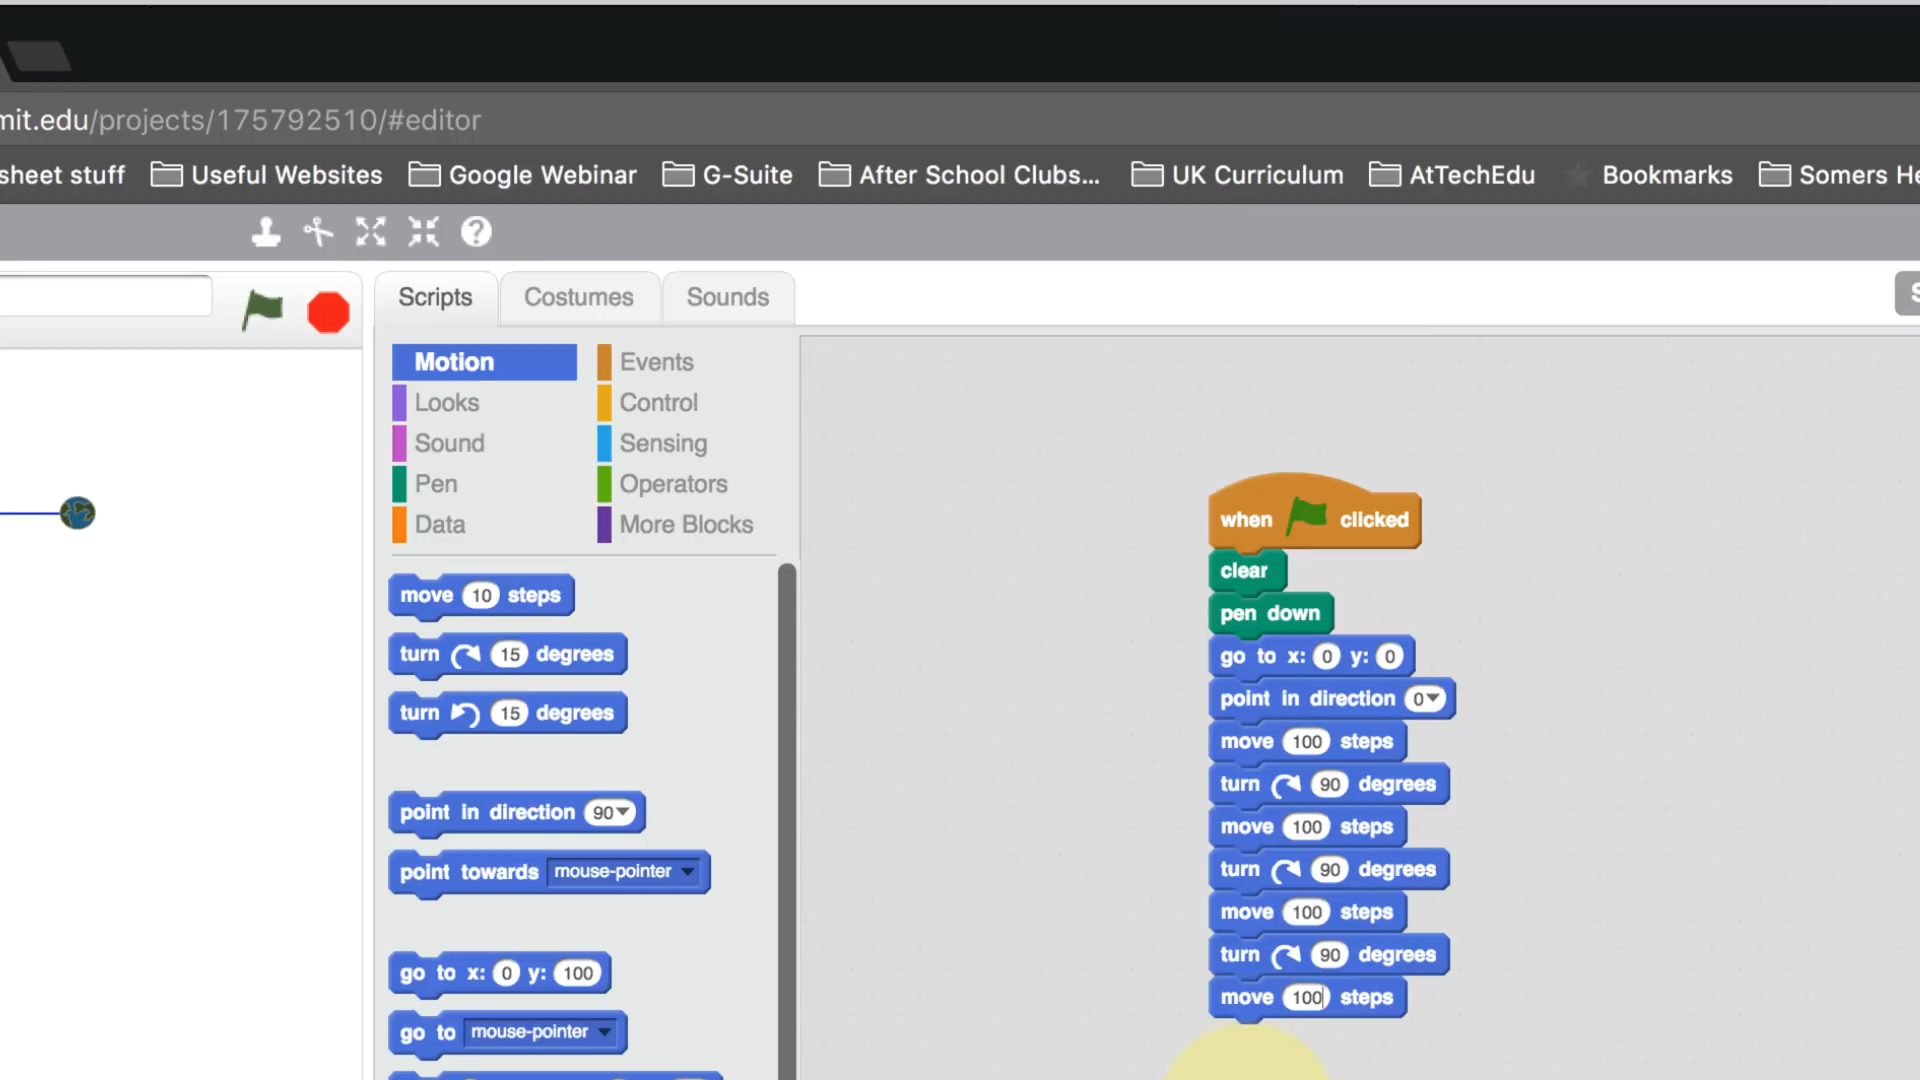 mit.edu/projects/175792510/#editor
sheet stuff Useful Websites Google Webinar G-Suite After School Clubs... UK Curriculum AtTechEdu Bookmarks Somers He
?
Scripts Costumes Sounds S
Motion Events
Looks Control
Sound Sensing
Pen Operators
Data More Blocks
move 10 steps
turn 15 degrees
turn 15 degrees
point in direction 90
point towards mouse-pointer
go to x: 0 y: 100
go to mouse-pointer
when clicked
clear
pen down
go to x: 0 y: 0
point in direction 0
move 100 steps
turn 90 degrees
move 100 steps
turn 90 degrees
move 100 steps
turn 90 degrees
move 100 steps